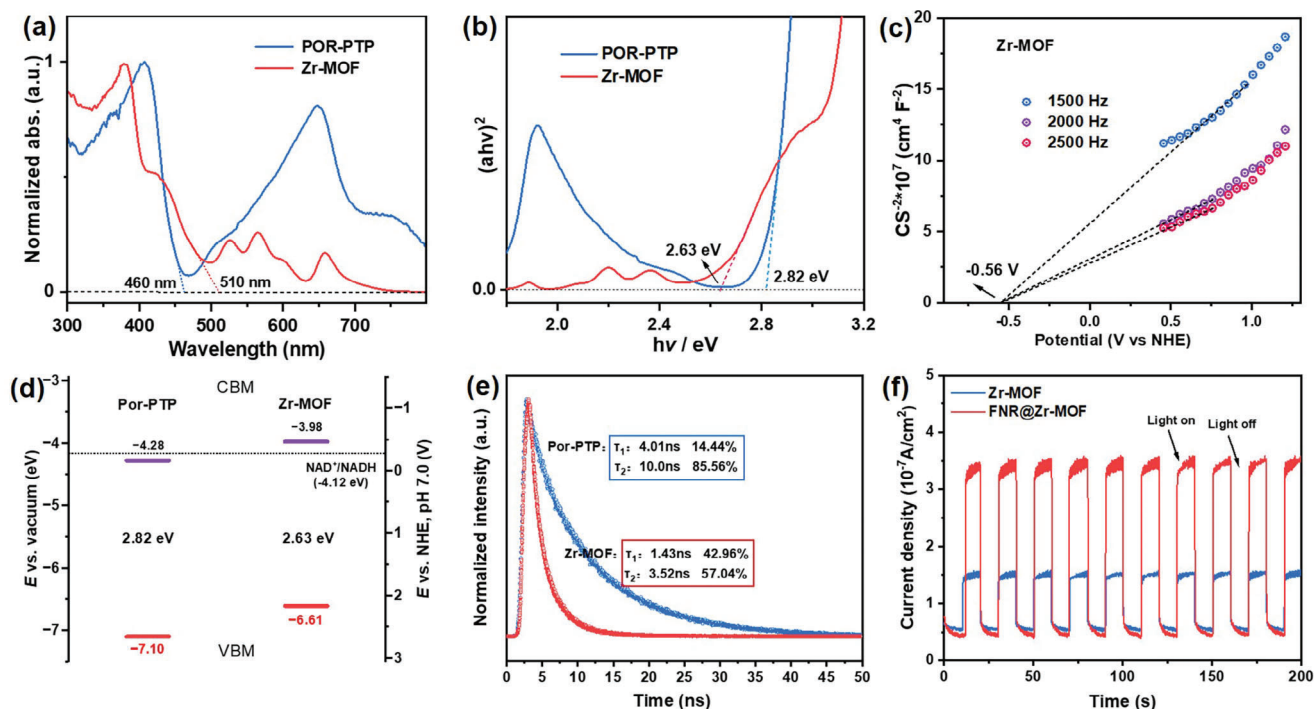 (a)
POR-PTP
Zr-MOF
Normalized abs. (a.u.)
1
0
460 nm
510 nm
300 400 500 600 700
Wavelength (nm)
(b)
POR-PTP
Zr-MOF
(ahv)²
0.0
2.63 eV
2.82 eV
2.0 2.4 2.8 3.2
hν / eV
(c)
Zr-MOF
1500 Hz
2000 Hz
2500 Hz
CS⁻²*10⁷ (cm⁴ F⁻²)
20
15
10
5
0
-0.56 V
-0.5 0.0 0.5 1.0
Potential (V vs NHE)
(d)
CBM
Por-PTP
Zr-MOF
−4.28
−3.98
NAD⁺/NADH
(-4.12 eV)
2.82 eV
2.63 eV
−7.10
−6.61
VBM
E vs. vacuum (eV)
−3
−4
−5
−6
−7
E vs. NHE, pH 7.0 (V)
−1
0
1
2
3
(e)
Normalized intensity (a.u.)
Por-PTP:
τ₁: 4.01ns 14.44%
τ₂: 10.0ns 85.56%
Zr-MOF:
τ₁: 1.43ns 42.96%
τ₂: 3.52ns 57.04%
0 5 10 15 20 25 30 35 40 45 50
Time (ns)
(f)
Zr-MOF
FNR@Zr-MOF
Light on
Light off
Current density (10⁻⁷A/cm²)
5
4
3
2
1
0
0 50 100 150 200
Time (s)